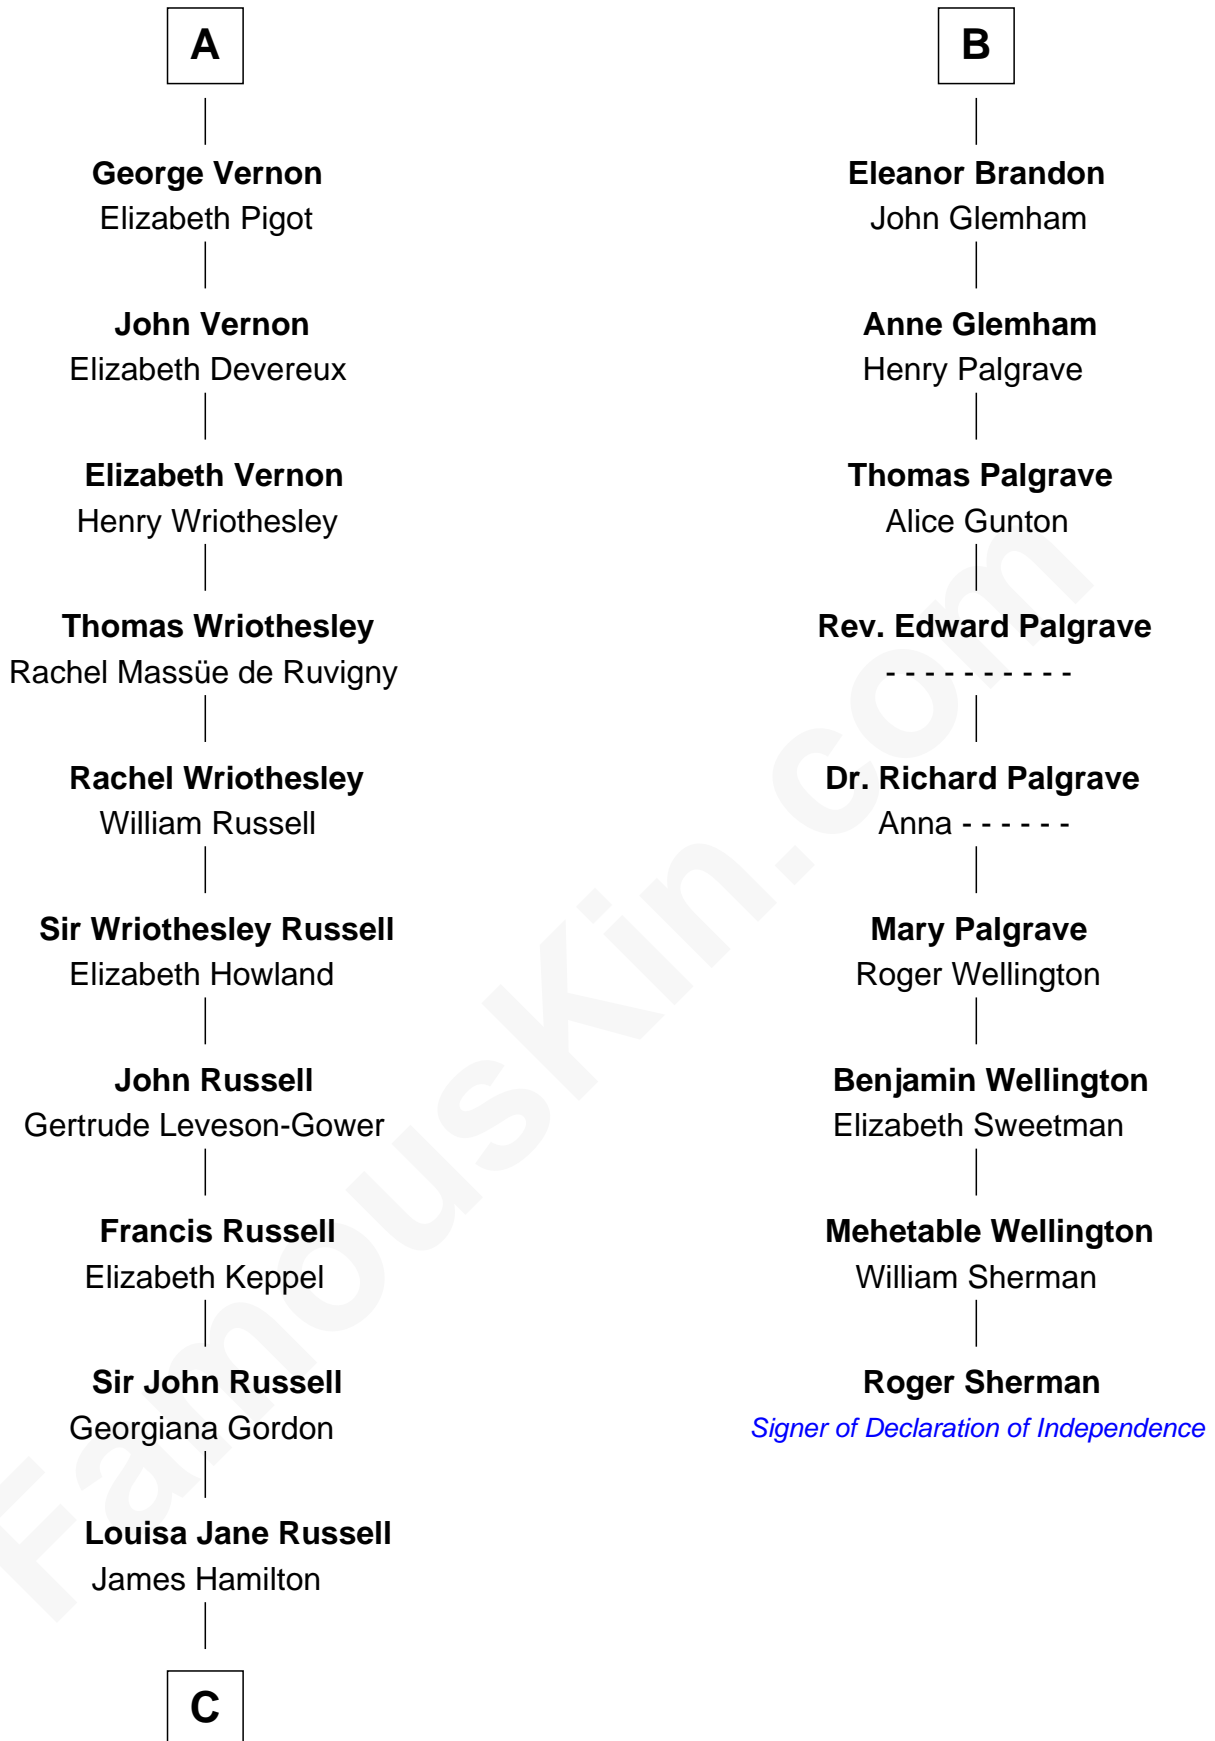 A
George Vernon
Elizabeth Pigot
John Vernon
Elizabeth Devereux
Elizabeth Vernon
Henry Wriothesley
Thomas Wriothesley
Rachel Massüe de Ruvigny
Rachel Wriothesley
William Russell
Sir Wriothesley Russell
Elizabeth Howland
John Russell
Gertrude Leveson-Gower
Francis Russell
Elizabeth Keppel
Sir John Russell
Georgiana Gordon
Louisa Jane Russell
James Hamilton
C
B
Eleanor Brandon
John Glemham
Anne Glemham
Henry Palgrave
Thomas Palgrave
Alice Gunton
Rev. Edward Palgrave
- - - - - - - - - -
Dr. Richard Palgrave
Anna - - - - - -
Mary Palgrave
Roger Wellington
Benjamin Wellington
Elizabeth Sweetman
Mehetable Wellington
William Sherman
Roger Sherman
Signer of Declaration of Independence
FamousKin.com